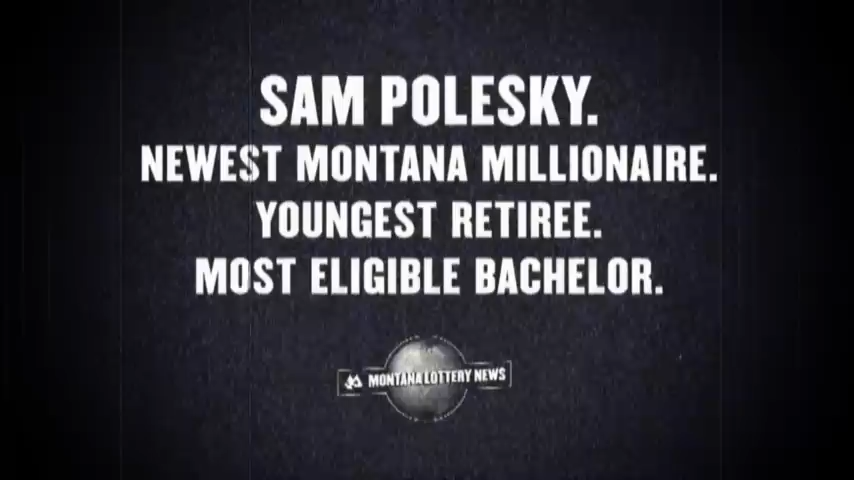 SAM POLESKY.
NEWEST MONTANA MILLIONAIRE.
YOUNGEST RETIREE.
MOST ELIGIBLE BACHELOR.
MONTANA LOTTERY NEWS